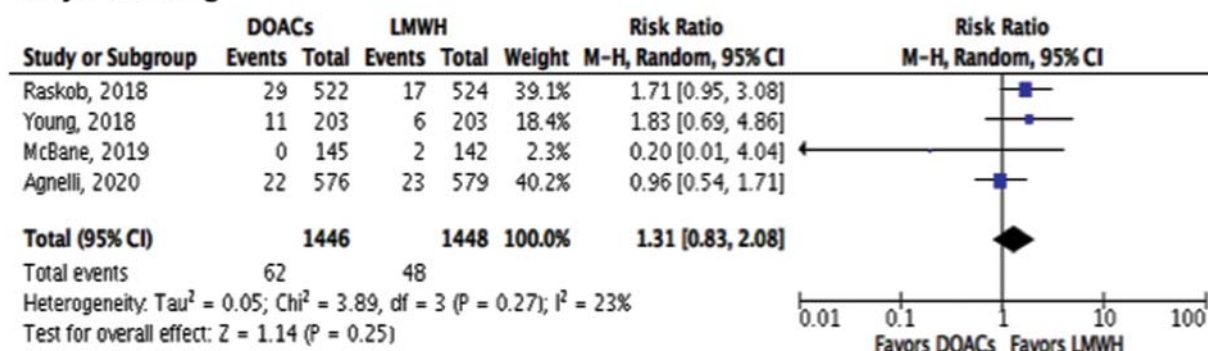 DOACs LMWH Risk Ratio Risk Ratio
Study or Subgroup Events Total Events Total Weight M-H, Random, 95% CI M-H, Random, 95% CI
Raskob, 2018 29 522 17 524 39.1% 1.71 [0.95, 3.08]
Young, 2018 11 203 6 203 18.4% 1.83 [0.69, 4.86]
McBane, 2019 0 145 2 142 2.3% 0.20 [0.01, 4.04]
Agnelli, 2020 22 576 23 579 40.2% 0.96 [0.54, 1.71]
Total (95% CI) 1446 1448 100.0% 1.31 [0.83, 2.08]
Total events 62 48
Heterogeneity: Tau² = 0.05; Chi² = 3.89, df = 3 (P = 0.27); I² = 23%
Test for overall effect: Z = 1.14 (P = 0.25)
0.01 0.1 1 10 100
Favors DOACs Favors LMWH